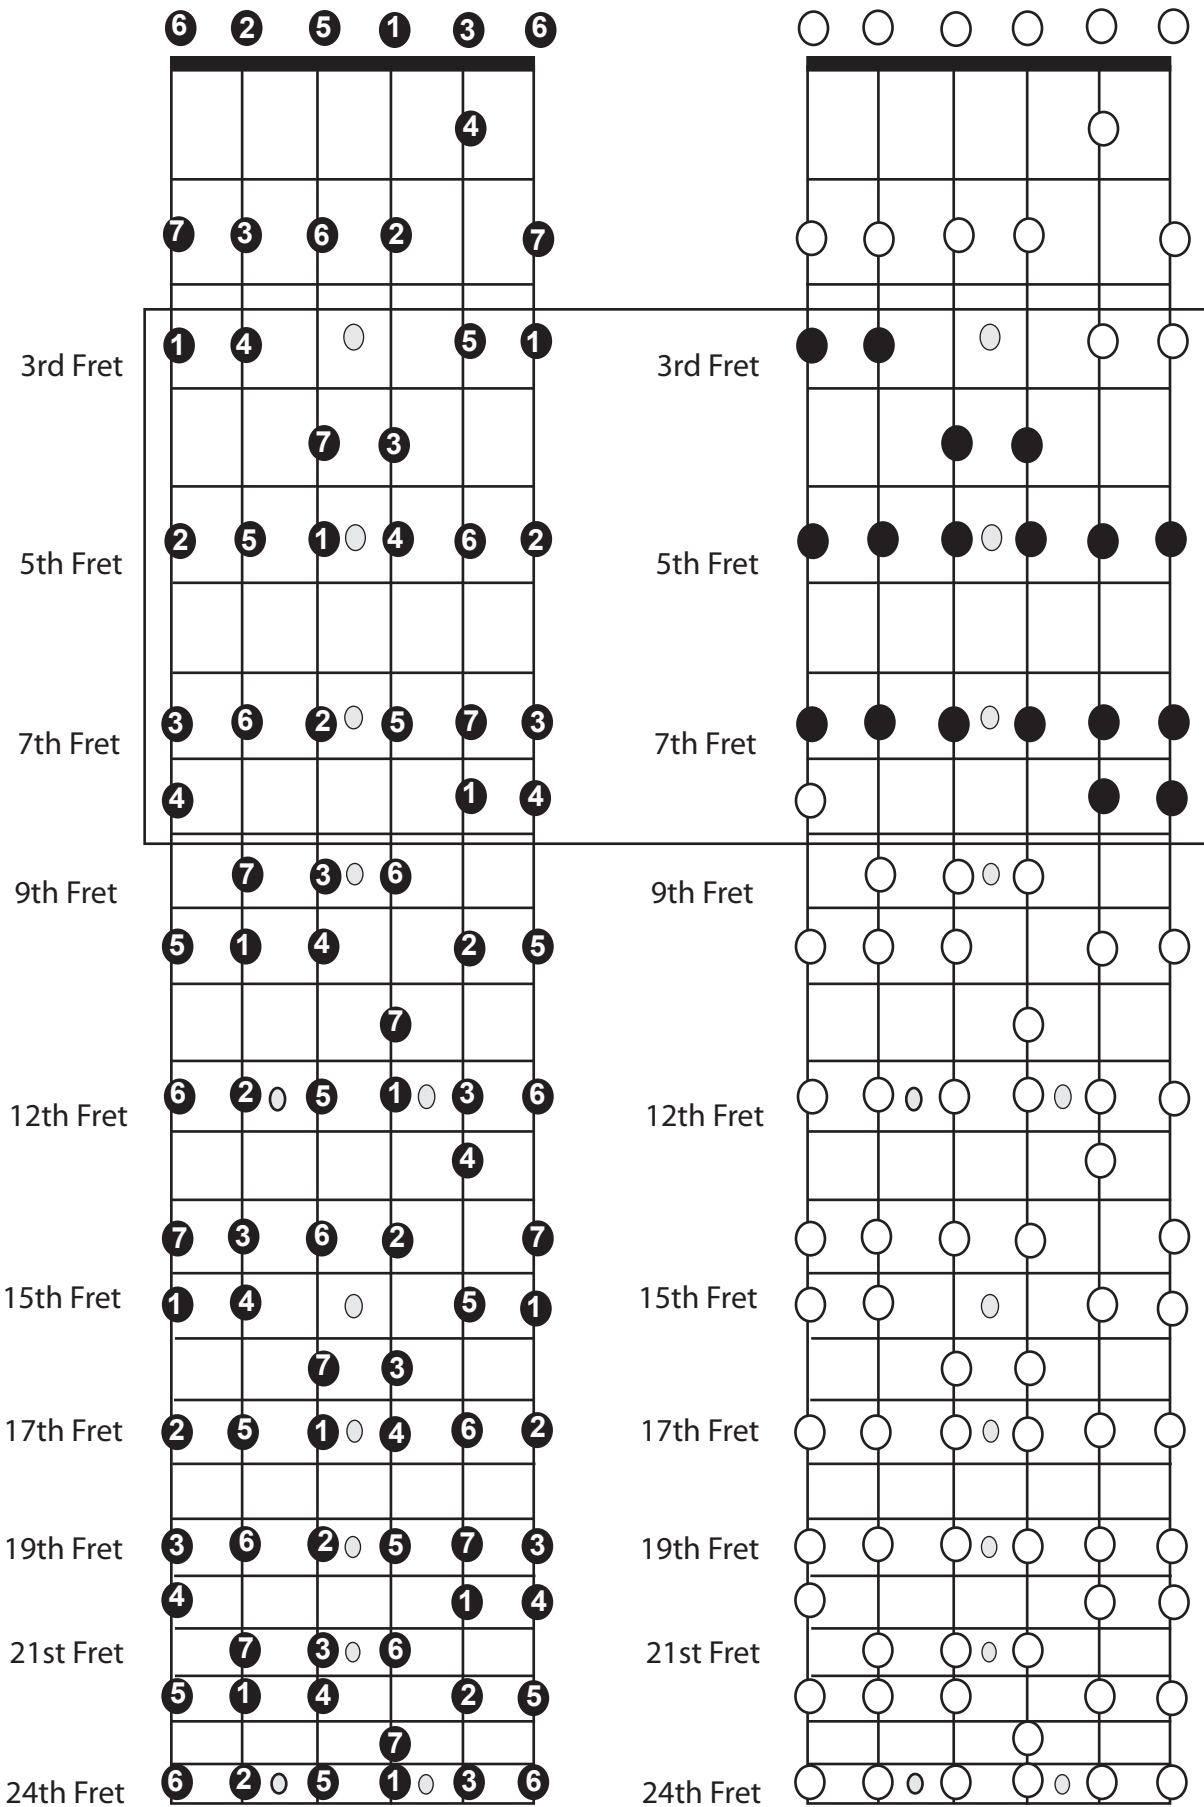 6 2 5 1 3 6
4
7 3 6 2 7
1 4 5 1
3rd Fret 3rd Fret
7 3
2 5 1 4 6 2
5th Fret 5th Fret
3 6 2 5 7 3
7th Fret 7th Fret
4 1 4
7 3 6
9th Fret 9th Fret
5 1 4 2 5
7
6 2 5 1 3 6
12th Fret 12th Fret
4
7 3 6 2 7
15th Fret 15th Fret
1 4 5 1
7 3
17th Fret 2 5 1 4 6 2 17th Fret
19th Fret 3 6 2 5 7 3 19th Fret
4 1 4
21st Fret 7 3 6 21st Fret
5 1 4 2 5
7
24th Fret 6 2 5 1 3 6 24th Fret